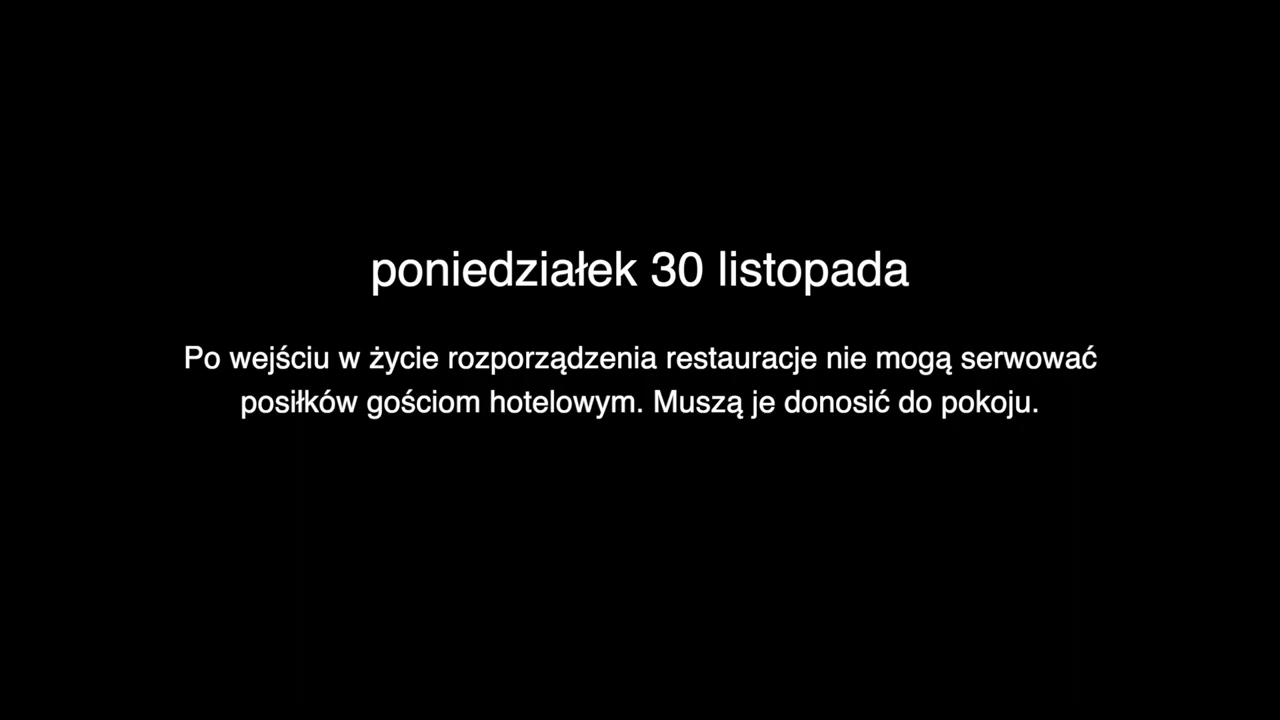 poniedziałek 30 listopada
Po wejściu w życie rozporządzenia restauracje nie mogą serwować
posiłków gościom hotelowym. Muszą je donosić do pokoju.